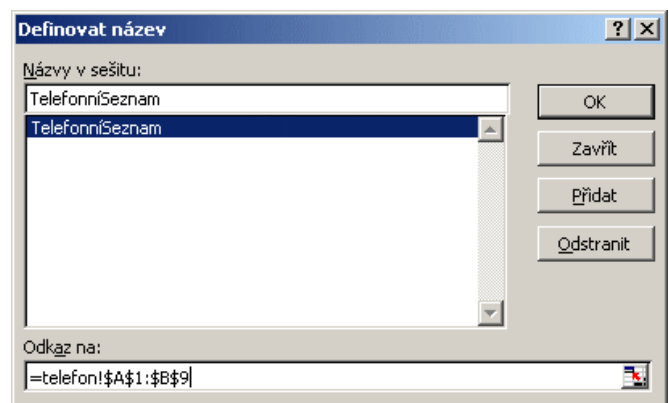 Definovat název
Názvy v sešitu:
TelefonníSeznam
TelefonníSeznam
OK
Zavřít
Přidat
Odstranit
Odkaz na:
=telefon!$A$1:$B$9